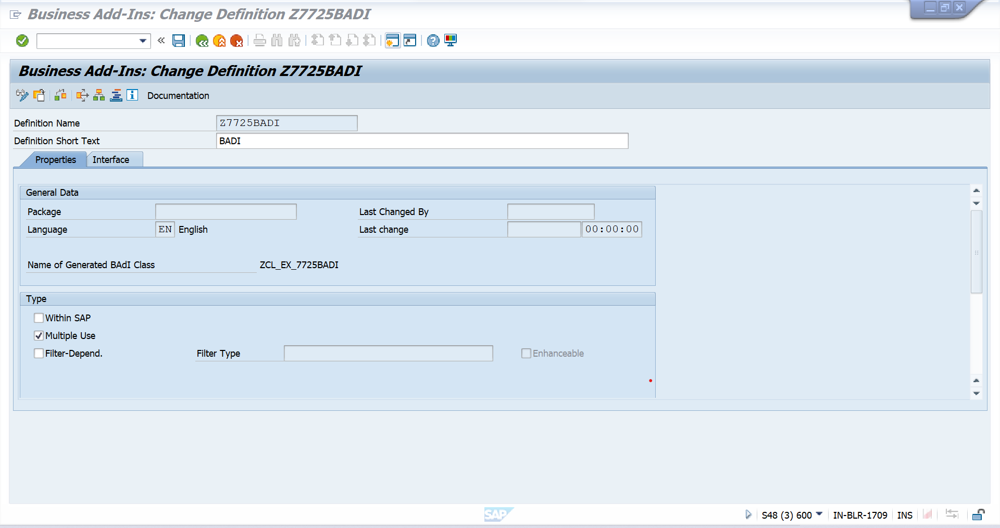 Business Add-Ins: Change Definition Z7725BADI
Business Add-Ins: Change Definition Z7725BADI
Documentation
Definition Name Z7725BADI
Definition Short Text BADI
Properties Interface
General Data
Package Last Changed By
Language EN English Last change 00:00:00
Name of Generated BAdI Class ZCL_EX_7725BADI
Type
Within SAP
Multiple Use
Filter-Depend. Filter Type Enhanceable
SAP S48 (3) 600 IN-BLR-1709 INS